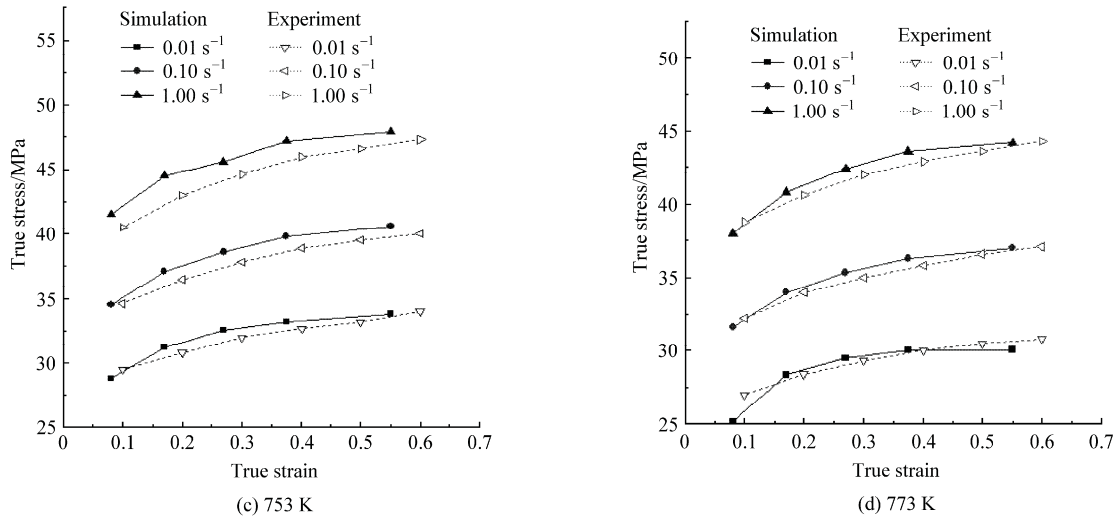 Simulation Experiment
0.01 s⁻¹ 0.01 s⁻¹
0.10 s⁻¹ 0.10 s⁻¹
1.00 s⁻¹ 1.00 s⁻¹
True stress/MPa
55
50
45
40
35
30
25
0 0.1 0.2 0.3 0.4 0.5 0.6 0.7
True strain
(c) 753 K
Simulation Experiment
0.01 s⁻¹ 0.01 s⁻¹
0.10 s⁻¹ 0.10 s⁻¹
1.00 s⁻¹ 1.00 s⁻¹
True stress/MPa
50
45
40
35
30
25
0 0.1 0.2 0.3 0.4 0.5 0.6 0.7
True strain
(d) 773 K